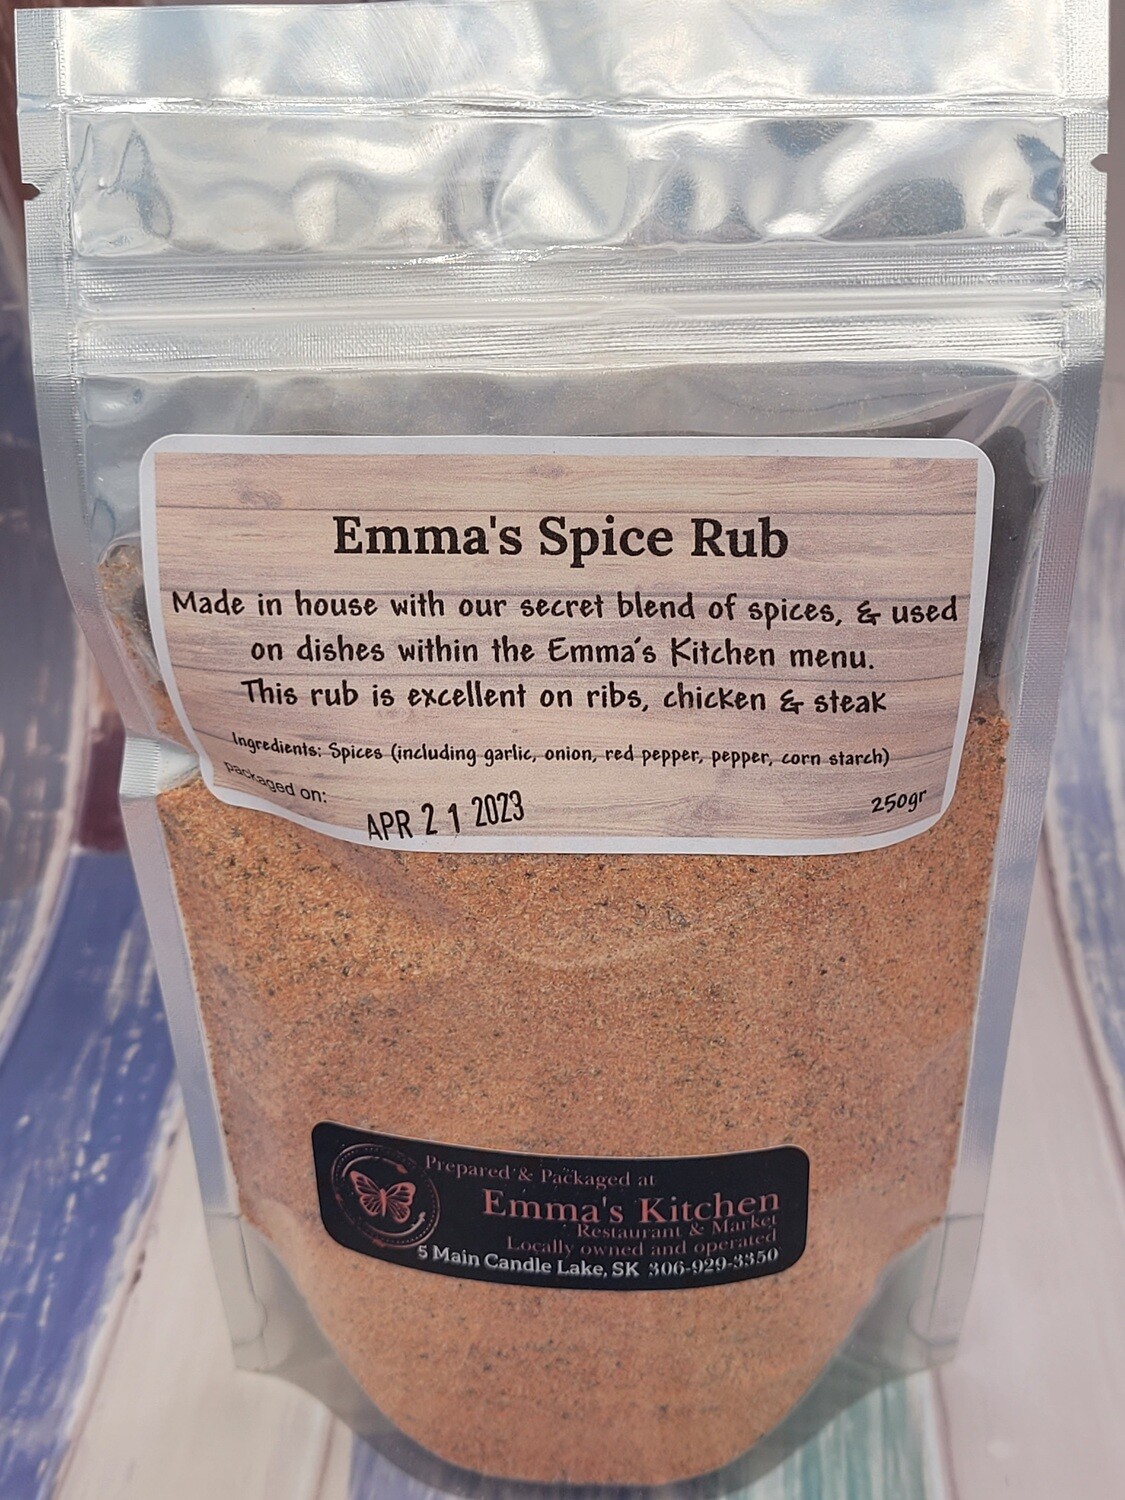 Emma's Spice Rub
Made in house with our secret blend of spices, & used
on dishes within the Emma's Kitchen menu.
This rub is excellent on ribs, chicken & steak
Ingredients: Spices (including garlic, onion, red pepper, pepper, corn starch)
packaged on:
APR 2 1 2023
250gr
Prepared & Packaged at
Emma's Kitchen
Restaurant & Market
Locally owned and operated
5 Main Candle Lake, SK 306-929-3350